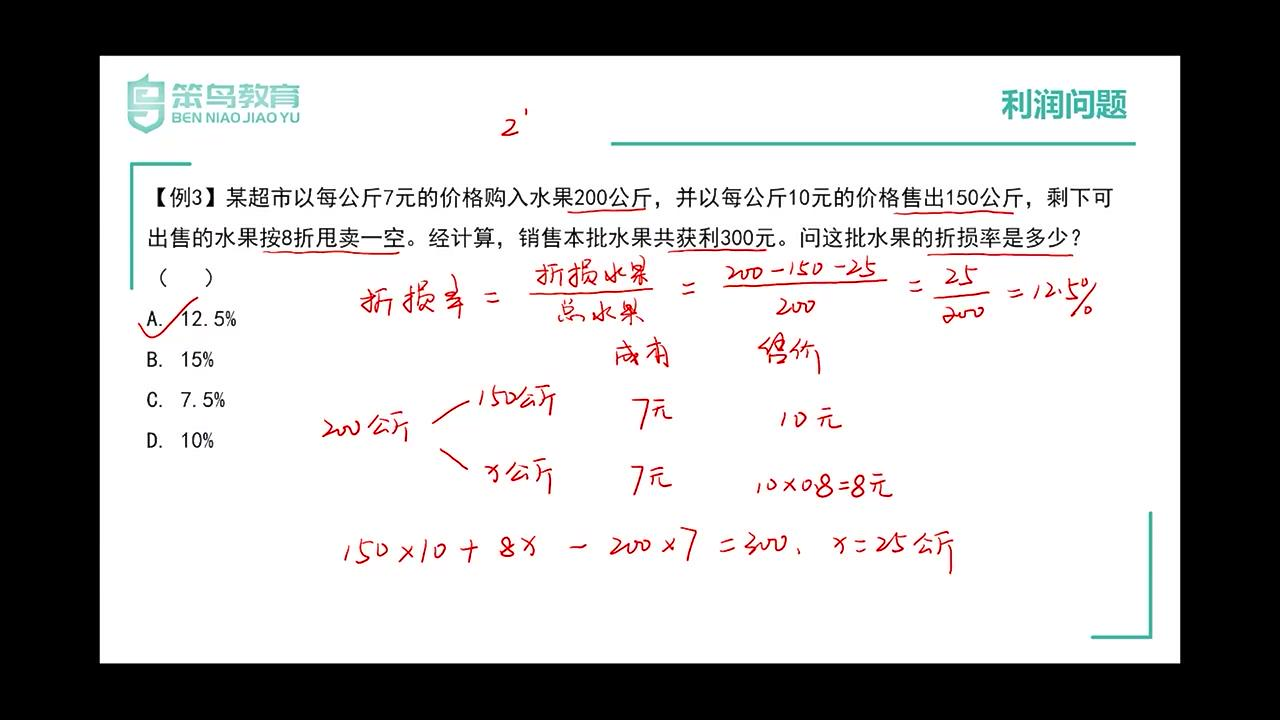 笨鸟教育
BEN NIAO JIAO YU
利润问题
2'
【例3】某超市以每公斤7元的价格购入水果200公斤，并以每公斤10元的价格售出150公斤，剩下可
出售的水果按8折甩卖一空。经计算，销售本批水果共获利300元。问这批水果的折损率是多少？
（ ）
折损率 = 折损水果/总水果 = 200-150-25/200 = 25/200 = 12.5%
A. 12.5%
成本 售价
B. 15%
150公斤 7元 10元
C. 7.5%
200公斤
D. 10%
x公斤 7元 10×0.8=8元
150×10+8x-200×7=300, x=25公斤